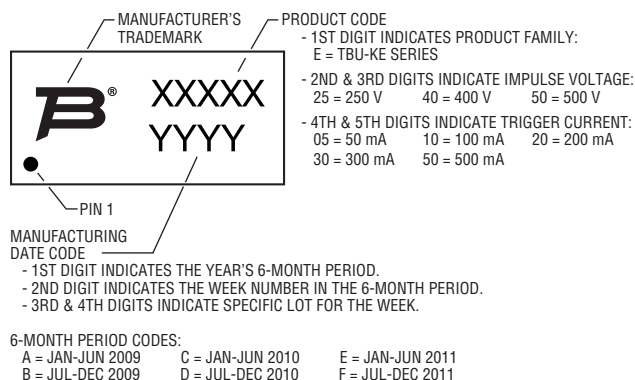 MANUFACTURER'S
TRADEMARK
PRODUCT CODE
- 1ST DIGIT INDICATES PRODUCT FAMILY:
E = TBU-KE SERIES
- 2ND & 3RD DIGITS INDICATE IMPULSE VOLTAGE:
25 = 250 V 40 = 400 V 50 = 500 V
- 4TH & 5TH DIGITS INDICATE TRIGGER CURRENT:
05 = 50 mA 10 = 100 mA 20 = 200 mA
30 = 300 mA 50 = 500 mA
B®
XXXXX
YYYY
PIN 1
MANUFACTURING
DATE CODE
- 1ST DIGIT INDICATES THE YEAR'S 6-MONTH PERIOD.
- 2ND DIGIT INDICATES THE WEEK NUMBER IN THE 6-MONTH PERIOD.
- 3RD & 4TH DIGITS INDICATE SPECIFIC LOT FOR THE WEEK.
6-MONTH PERIOD CODES:
A = JAN-JUN 2009 C = JAN-JUN 2010 E = JAN-JUN 2011
B = JUL-DEC 2009 D = JUL-DEC 2010 F = JUL-DEC 2011